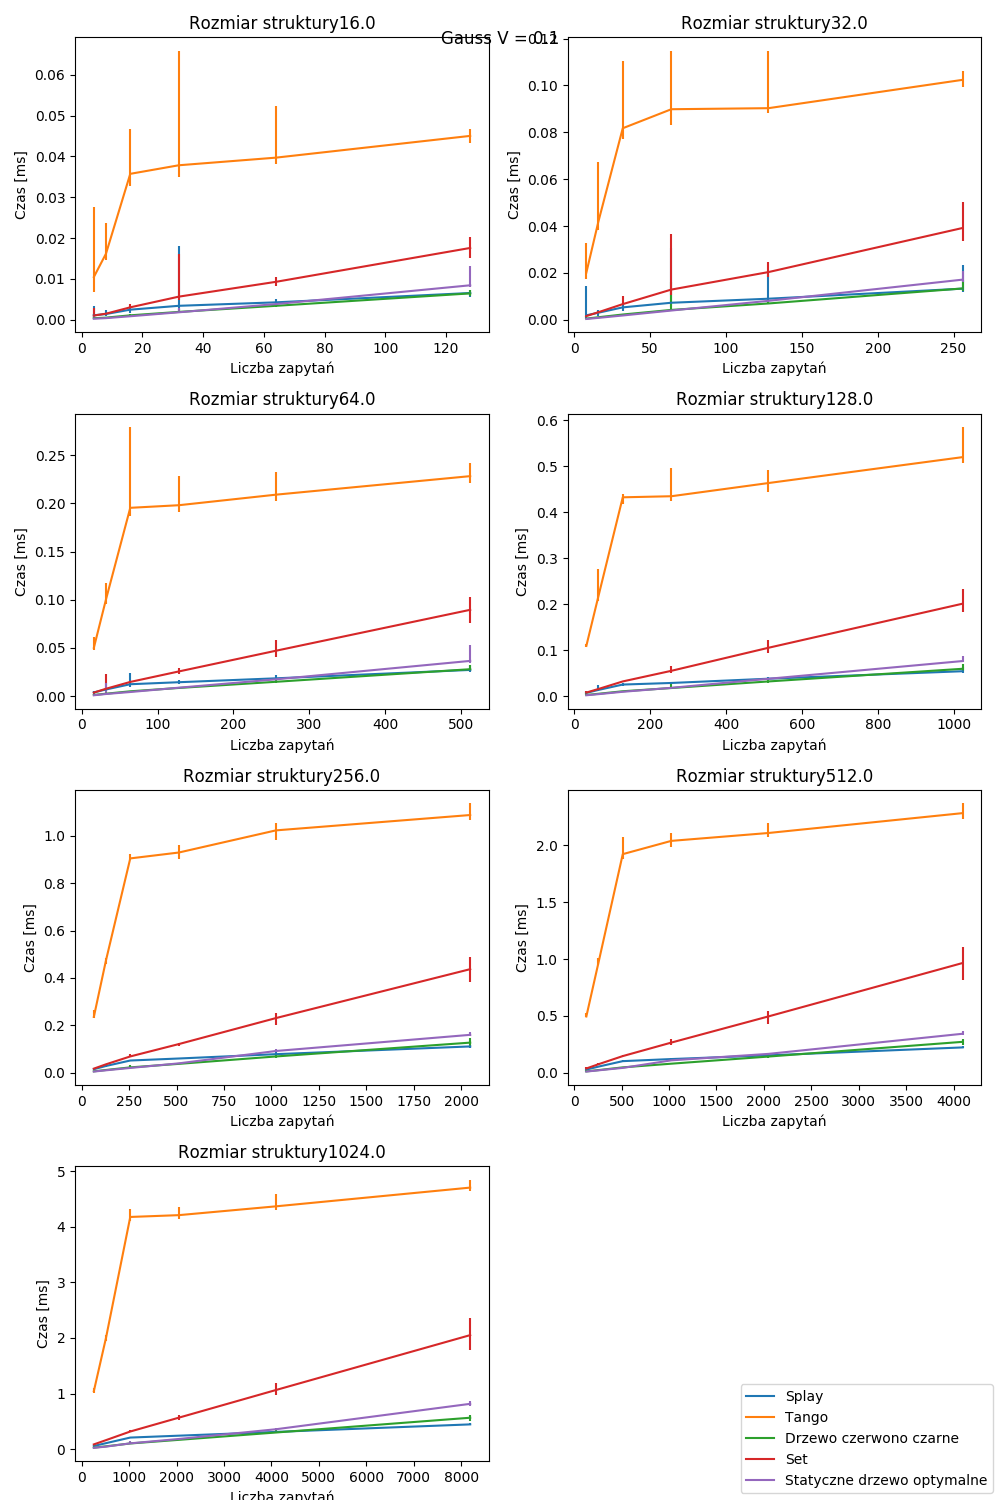 Gauss V = 0.1
Rozmiar struktury16.0
Rozmiar struktury32.0
Czas [ms]
0.06
0.05
0.04
0.03
0.02
0.01
0.00
0 20 40 60 80 100 120
Liczba zapytań
Czas [ms]
0.12
0.10
0.08
0.06
0.04
0.02
0.00
0 50 100 150 200 250
Liczba zapytań
Rozmiar struktury64.0
Czas [ms]
0.25
0.20
0.15
0.10
0.05
0.00
0 100 200 300 400 500
Liczba zapytań
Rozmiar struktury128.0
Czas [ms]
0.6
0.5
0.4
0.3
0.2
0.1
0.0
0 200 400 600 800 1000
Liczba zapytań
Rozmiar struktury256.0
Czas [ms]
1.0
0.8
0.6
0.4
0.2
0.0
0 250 500 750 1000 1250 1500 1750 2000
Liczba zapytań
Rozmiar struktury512.0
Czas [ms]
2.0
1.5
1.0
0.5
0.0
0 500 1000 1500 2000 2500 3000 3500 4000
Liczba zapytań
Rozmiar struktury1024.0
Czas [ms]
5
4
3
2
1
0
0 1000 2000 3000 4000 5000 6000 7000 8000
Liczba zapytań
Splay
Tango
Drzewo czerwono czarne
Set
Statyczne drzewo optymalne